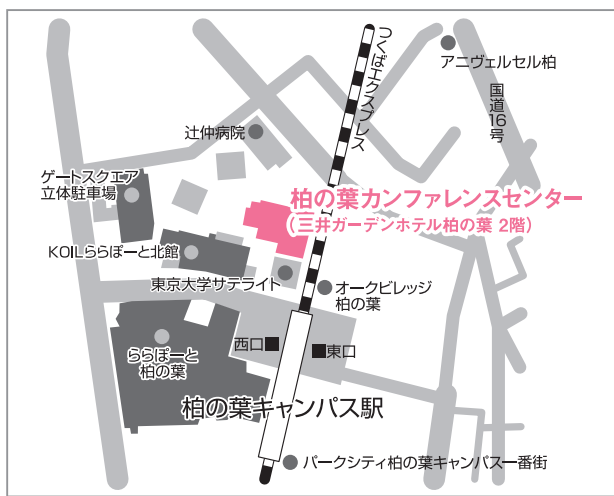 つくばエクスプレス
アニヴェルセル柏
国道16号
辻仲病院
ゲートスクエア
立体駐車場
柏の葉カンファレンスセンター
（三井ガーデンホテル柏の葉 2階）
KOILららぽーと北館
東京大学サテライト
オークビレッジ
柏の葉
西口
東口
ららぽーと
柏の葉
柏の葉キャンパス駅
パークシティ柏の葉キャンパス一番街